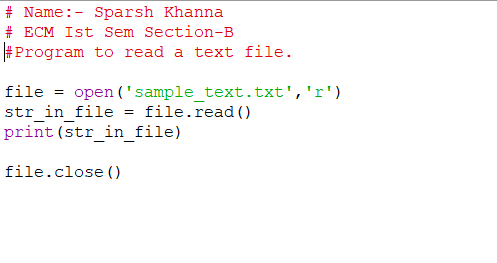 # Name:- Sparsh Khanna
# ECM Ist Sem Section-B
#Program to read a text file.
file = open('sample_text.txt','r')
str_in_file = file.read()
print(str_in_file)
file.close()